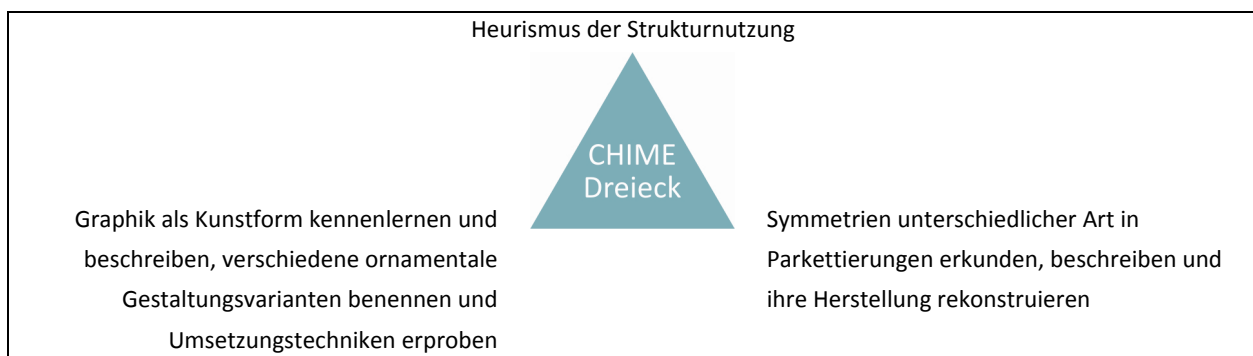 Heurismus der Strukturnutzung
CHIME
Dreieck
Graphik als Kunstform kennenlernen und
beschreiben, verschiedene ornamentale
Gestaltungsvarianten benennen und
Umsetzungstechniken erproben
Symmetrien unterschiedlicher Art in
Parkettierungen erkunden, beschreiben und
ihre Herstellung rekonstruieren